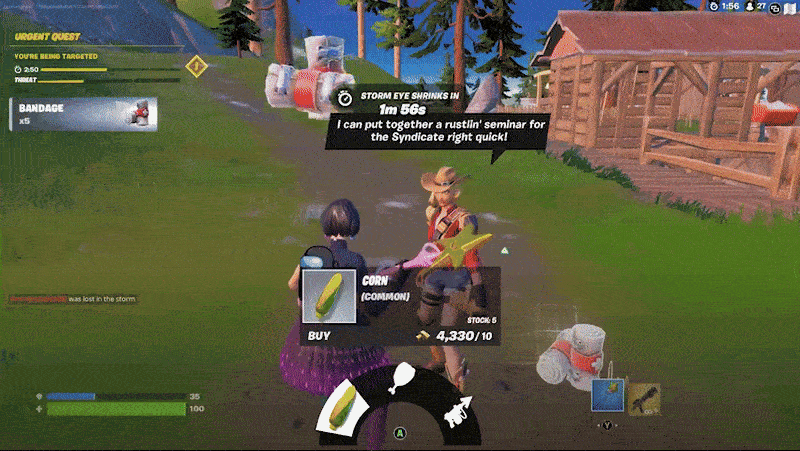 1:56
27
URGENT QUEST
YOU'RE BEING TARGETED
2:50
THREAT
BANDAGE
x5
STORM EYE SHRINKS IN
1m 56s
I can put together a rustlin' seminar for
the Syndicate right quick!
CORN
(COMMON)
STOCK: 5
BUY
4,330/10
was lost in the storm
35
100
A
Y